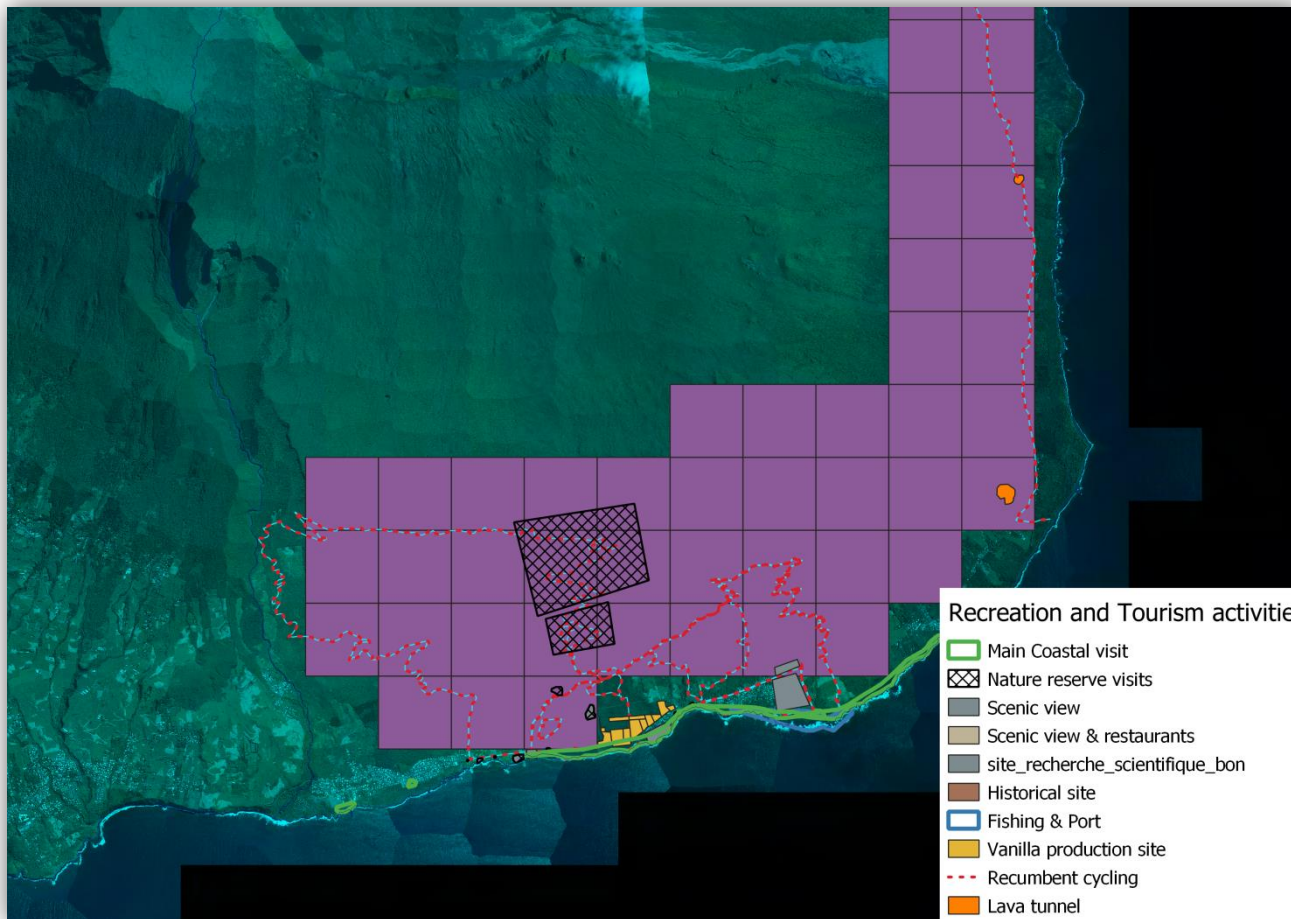 Recreation and Tourism activitie
Main Coastal visit
Nature reserve visits
Scenic view
Scenic view & restaurants
site_recherche_scientifique_bon
Historical site
Fishing & Port
Vanilla production site
Recumbent cycling
Lava tunnel